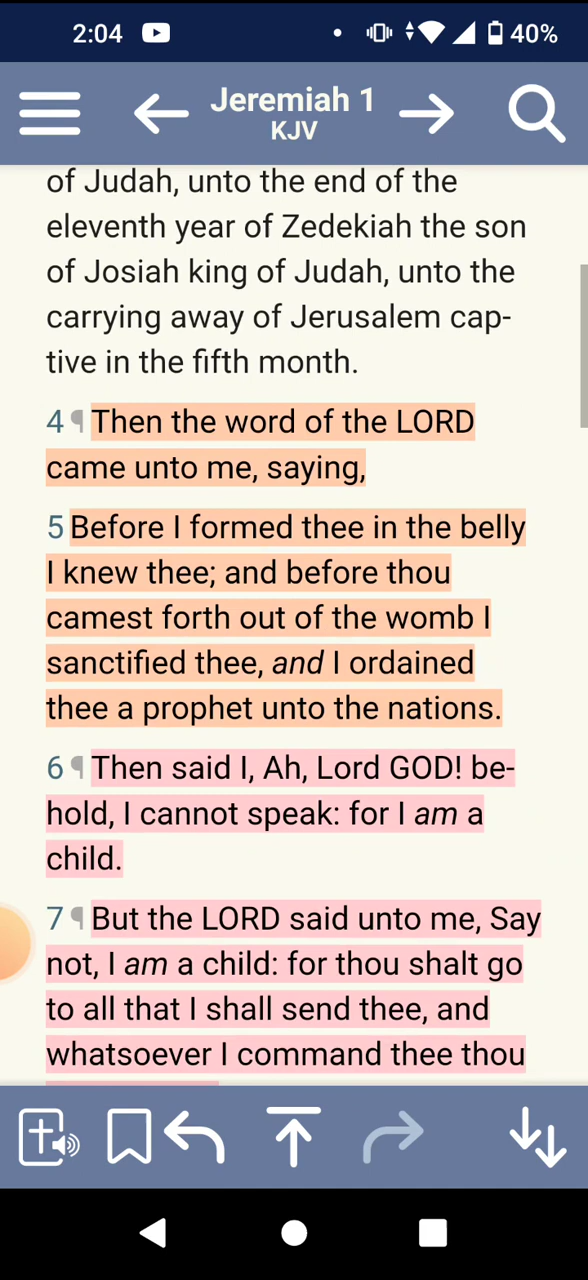 2:04 40%
Jeremiah 1
KJV
of Judah, unto the end of the
eleventh year of Zedekiah the son
of Josiah king of Judah, unto the
carrying away of Jerusalem cap-
tive in the fifth month.
4 ¶ Then the word of the LORD
came unto me, saying,
5 Before I formed thee in the belly
I knew thee; and before thou
camest forth out of the womb I
sanctified thee, and I ordained
thee a prophet unto the nations.
6 ¶ Then said I, Ah, Lord GOD! be-
hold, I cannot speak: for I am a
child.
7 ¶ But the LORD said unto me, Say
not, I am a child: for thou shalt go
to all that I shall send thee, and
whatsoever I command thee thou